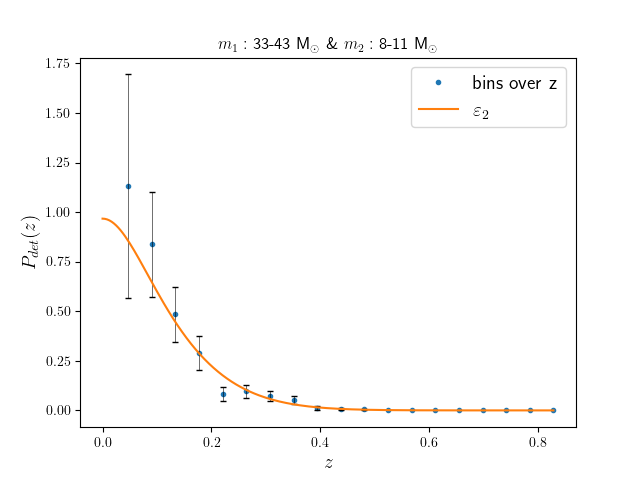 m₁ : 33-43 M☉ & m₂ : 8-11 M☉
1.75
1.50
1.25
1.00
0.75
0.50
0.25
0.00
P_det(z)
bins over z
ε₂
0.0 0.2 0.4 0.6 0.8
z